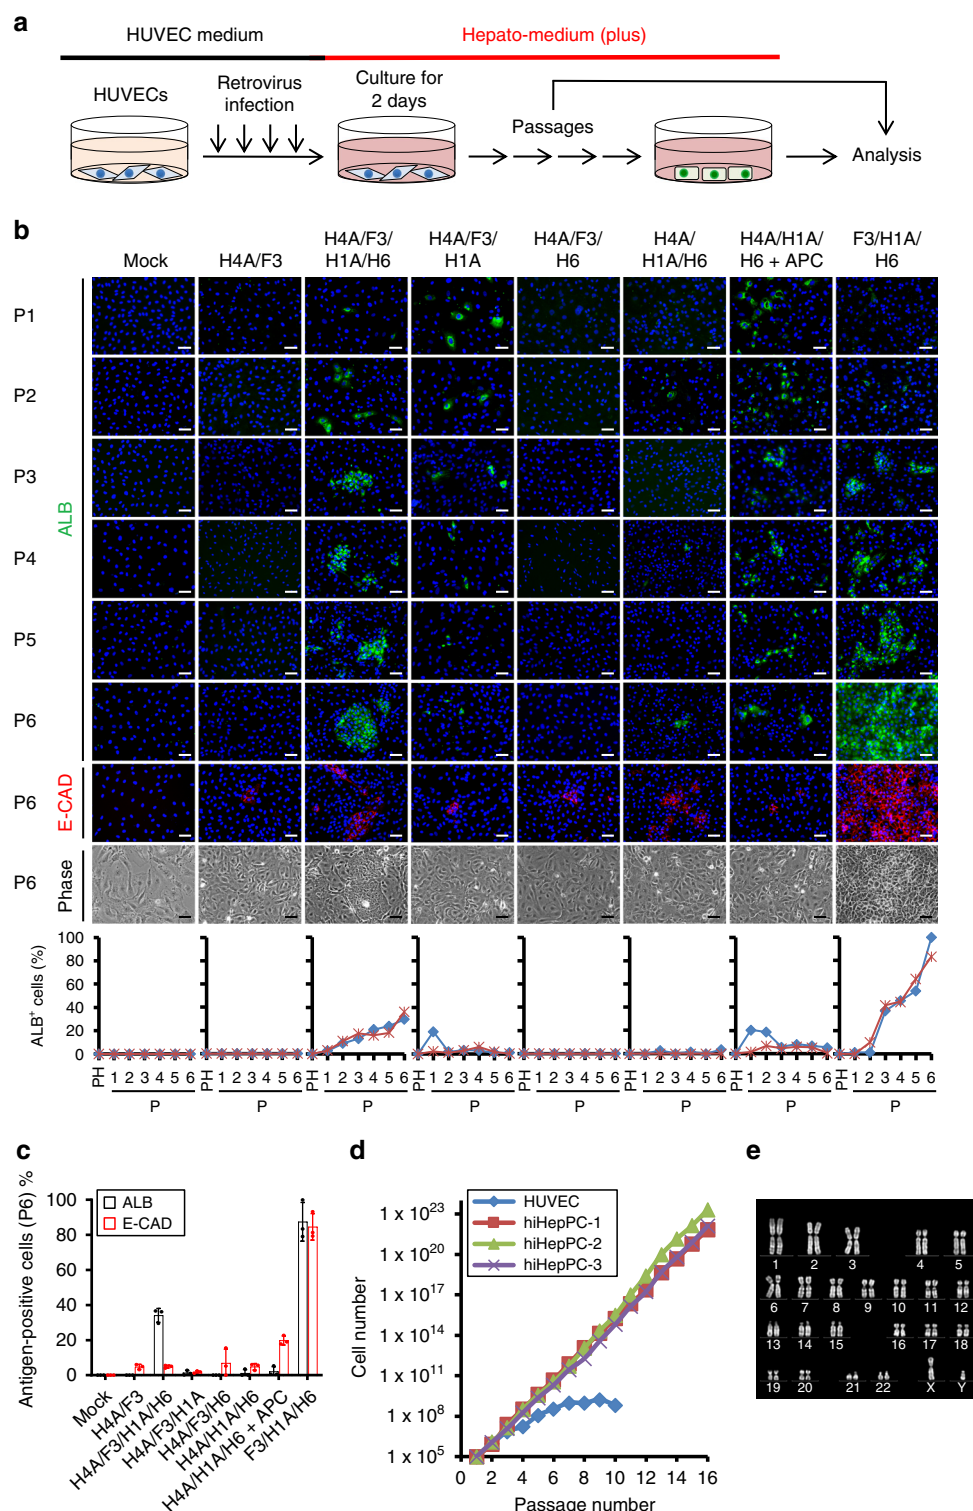 a
HUVEC medium
Hepato-medium (plus)
HUVECs
Retrovirus
infection
Culture for
2 days
Passages
Analysis
b
Mock
H4A/F3
H4A/F3/
H1A/H6
H4A/F3/
H1A
H4A/F3/
H6
H4A/
H1A/H6
H4A/H1A/
H6 + APC
F3/H1A/
H6
ALB
P1
P2
P3
P4
P5
P6
E-CAD
P6
Phase
P6
ALB+ cells (%)
100
80
60
40
20
0
PH 1 2 3 4 5 6
P
PH 1 2 3 4 5 6
P
PH 1 2 3 4 5 6
P
PH 1 2 3 4 5 6
P
PH 1 2 3 4 5 6
P
PH 1 2 3 4 5 6
P
PH 1 2 3 4 5 6
P
PH 1 2 3 4 5 6
P
c
Antigen-positive cells (P6) %
100
80
60
40
20
0
ALB
E-CAD
Mock
H4A/F3
H4A/F3/H1A/H6
H4A/F3/H1A
H4A/F3/H6
H4A/H1A/H6
H4A/H1A/H6 + APC
F3/H1A/H6
d
Cell number
1 x 10^23
1 x 10^20
1 x 10^17
1 x 10^14
1 x 10^11
1 x 10^8
1 x 10^5
HUVEC
hiHepPC-1
hiHepPC-2
hiHepPC-3
0 2 4 6 8 10 12 14 16
Passage number
e
1 2 3 4 5
6 7 8 9 10 11 12
13 14 15 16 17 18
19 20 21 22 X Y